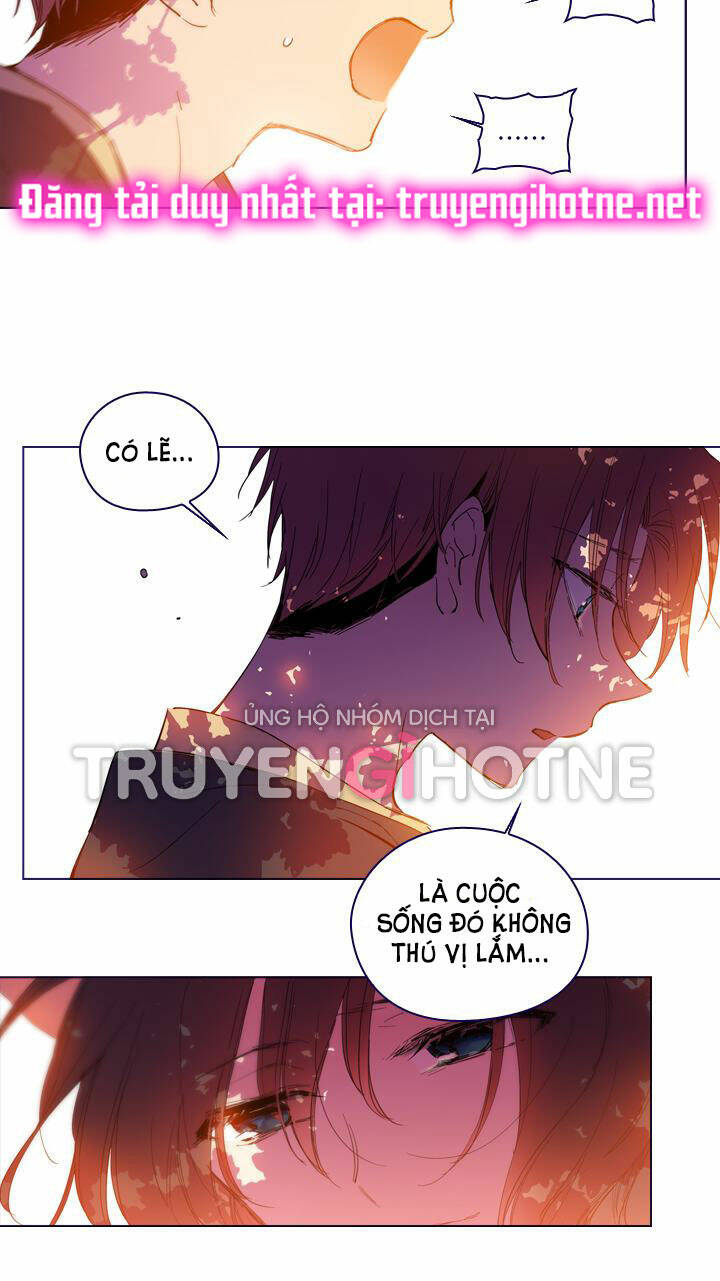 ......
Đăng tải duy nhất tại: truyengihotne.net
CÓ LẼ...
ỦNG HỘ NHÓM DỊCH TẠI
TRUYENGIHOTNE
LÀ CUỘC
SỐNG ĐÓ KHÔNG
THÚ VỊ LẮM...